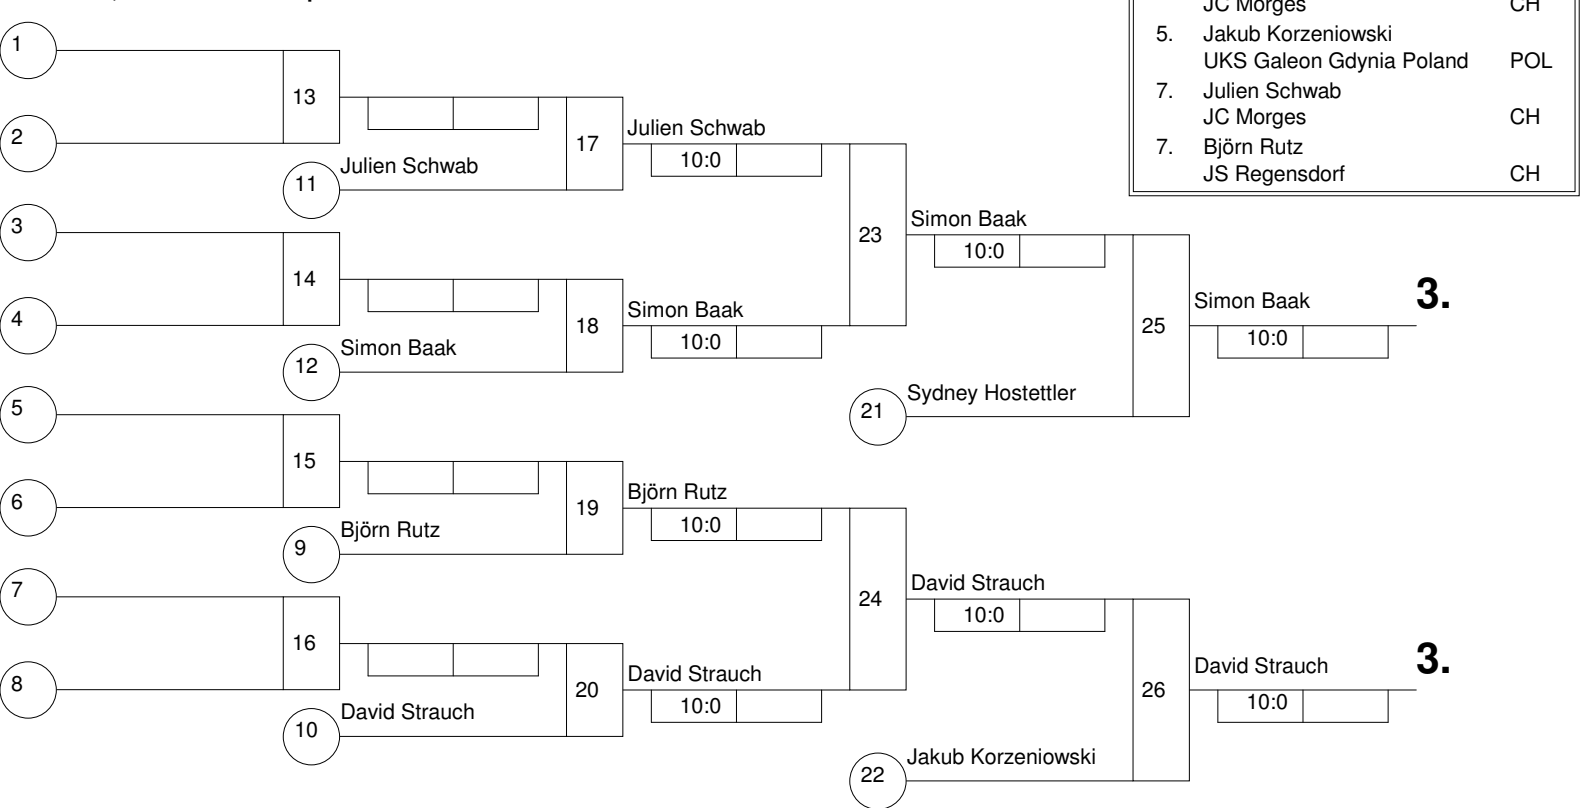 JC Morges CH
5. Jakub Korzeniowski
UKS Galeon Gdynia Poland POL
7. Julien Schwab
JC Morges CH
7. Björn Rutz
JS Regensdorf CH
1
13
2
Julien Schwab
17
10:0
11
Julien Schwab
3
23
Simon Baak
10:0
14
4
Simon Baak
18
10:0
12
Simon Baak
25
Simon Baak
3.
10:0
21
Sydney Hostettler
5
15
6
Björn Rutz
19
10:0
9
Björn Rutz
7
24
David Strauch
10:0
16
8
David Strauch
20
10:0
10
David Strauch
26
David Strauch
3.
10:0
22
Jakub Korzeniowski